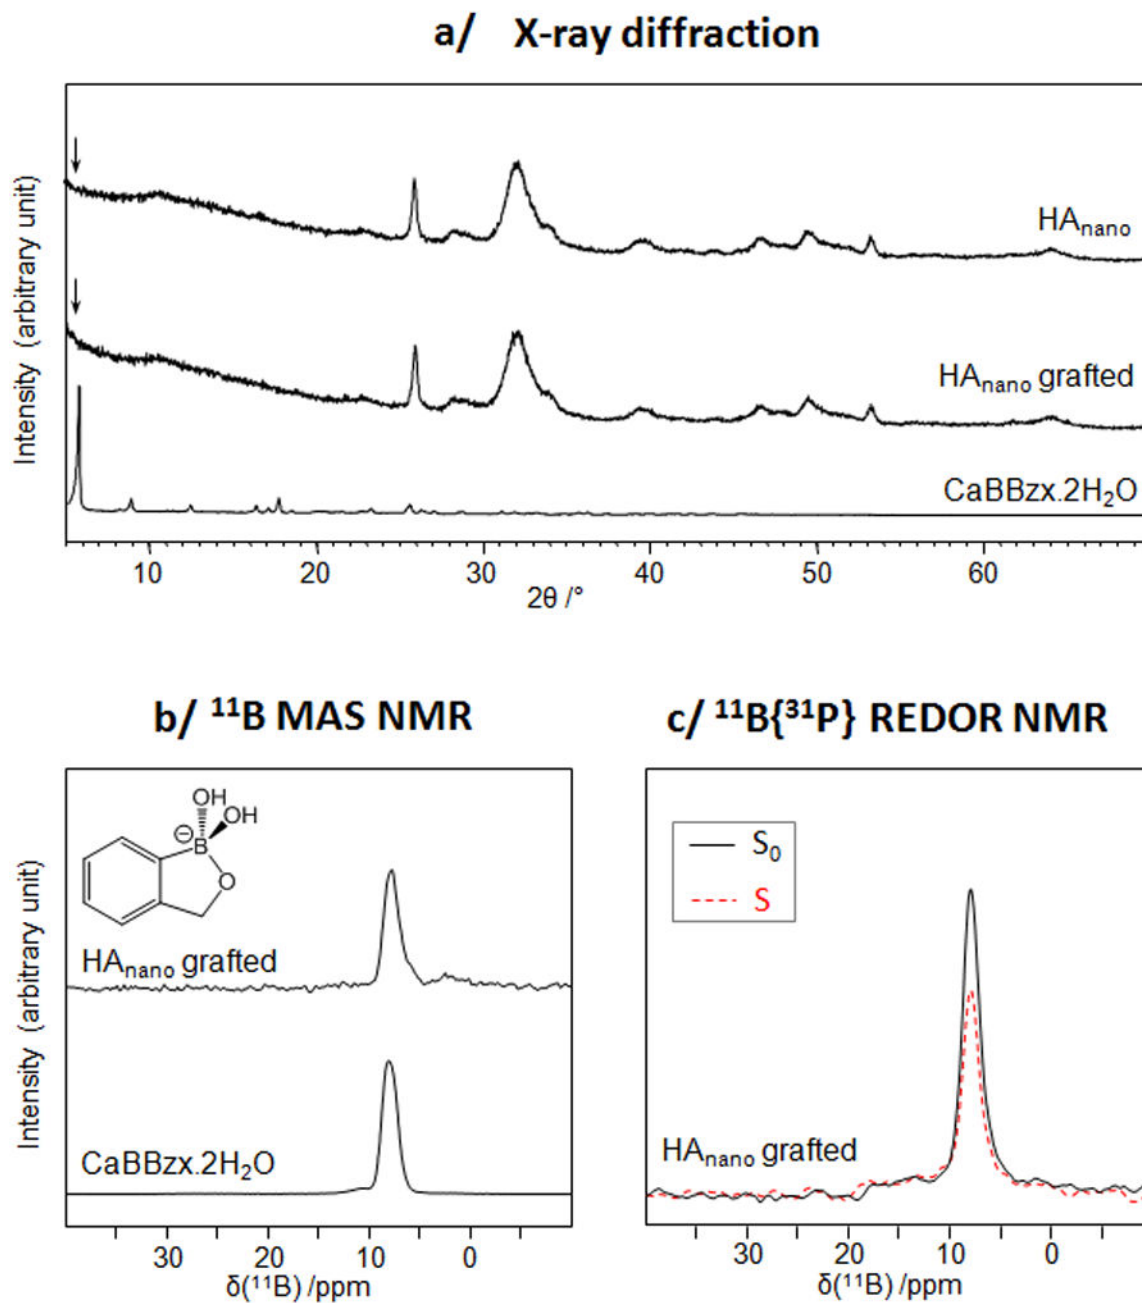 a/ X-ray diffraction
Intensity (arbitrary unit)
HAnano
HAnano grafted
CaBBzx.2H₂O
10 20 30 40 50 60
2θ /°
b/ ¹¹B MAS NMR
Intensity (arbitrary unit)
OH
OH
⊖
B
O
HAnano grafted
CaBBzx.2H₂O
30 20 10 0
δ(¹¹B) /ppm
c/ ¹¹B{³¹P} REDOR NMR
S₀
S
HAnano grafted
30 20 10 0
δ(¹¹B) /ppm